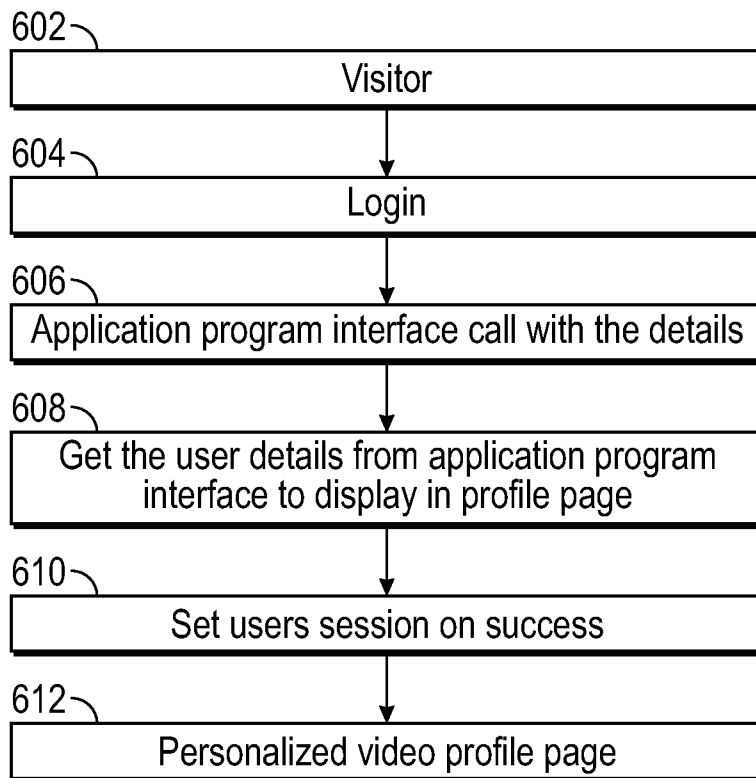 602
Visitor
604
Login
606
Application program interface call with the details
608
Get the user details from application program
interface to display in profile page
610
Set users session on success
612
Personalized video profile page